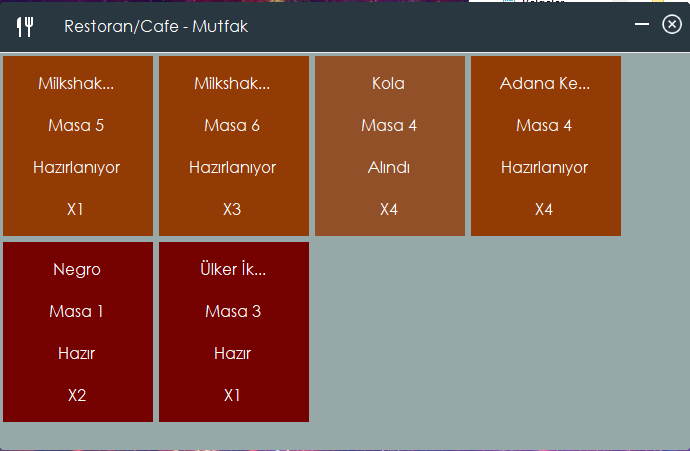 Restoran/Cafe - Mutfak
Milkshak...
Masa 5
Hazırlanıyor
X1
Milkshak...
Masa 6
Hazırlanıyor
X3
Kola
Masa 4
Alındı
X4
Adana Ke...
Masa 4
Hazırlanıyor
X4
Negro
Masa 1
Hazır
X2
Ülker İk...
Masa 3
Hazır
X1